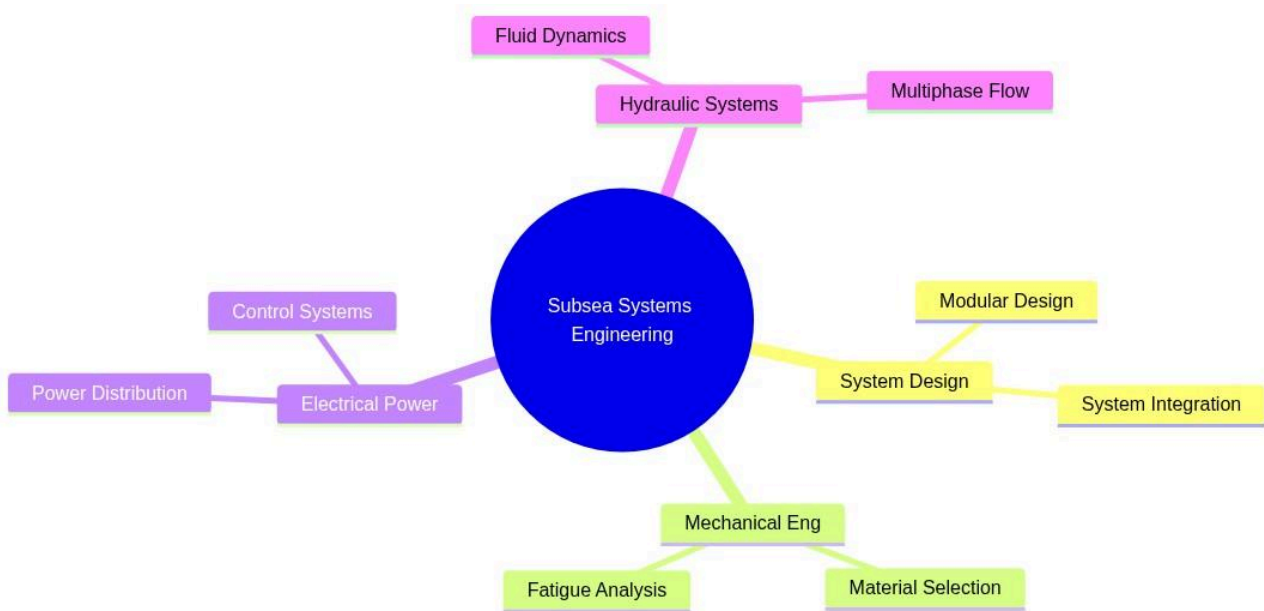 Fluid Dynamics
Multiphase Flow
Hydraulic Systems
Subsea Systems
Engineering
Control Systems
Power Distribution
Electrical Power
Modular Design
System Design
System Integration
Mechanical Eng
Fatigue Analysis
Material Selection